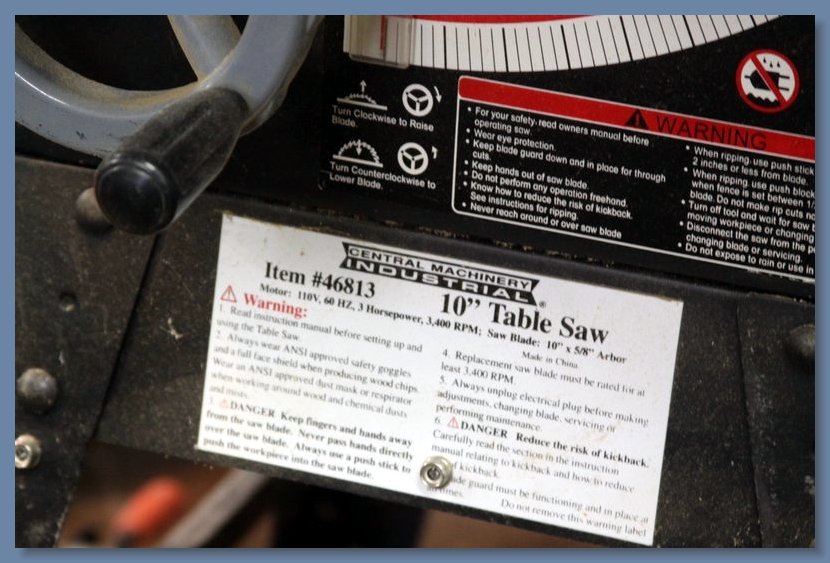 Turn Clockwise to Raise
Blade.
Turn Counterclockwise to
Lower Blade.
WARNING
• For your safety, read owners manual before
operating saw.
• Wear eye protection.
• Keep blade guard down and in place for through
cuts.
• Keep hands out of saw blade.
• Do not perform any operation freehand.
• Know how to reduce the risk of kickback.
See instructions for ripping.
• Never reach around or over saw blade
• When ripping, use push stick
2 inches or less from blade.
• When ripping, use push block
when fence is set between 1/
blade. Do not make rip cuts
• Turn off tool and wait for saw
moving workpiece or changing
• Disconnect the saw from the
changing blade or servicing.
• Do not expose to rain or use in
CENTRAL MACHINERY
INDUSTRIAL®
Item #46813
10” Table Saw
Motor: 110V, 60 HZ, 3 Horsepower, 3,400 RPM; Saw Blade: 10" x 5/8" Arbor
Made in China
Warning:
1. Read instruction manual before setting up and
using the Table Saw.
2. Always wear ANSI approved safety goggles
and a full face shield when producing wood chips.
Wear an ANSI approved dust mask or respirator
when working around wood and chemical dusts
and mists.
3. DANGER Keep fingers and hands away
from the saw blade. Never pass hands directly
over the saw blade. Always use a push stick to
push the workpiece into the saw blade.
4. Replacement saw blade must be rated for at
least 3,400 RPM.
5. Always unplug electrical plug before making
adjustments, changing blade, servicing or
performing maintenance.
6. DANGER Reduce the risk of kickback.
Carefully read the section in the instruction
manual relating to kickback and how to reduce
kickback.
guard must be functioning and in place at
times.
Do not remove this warning label